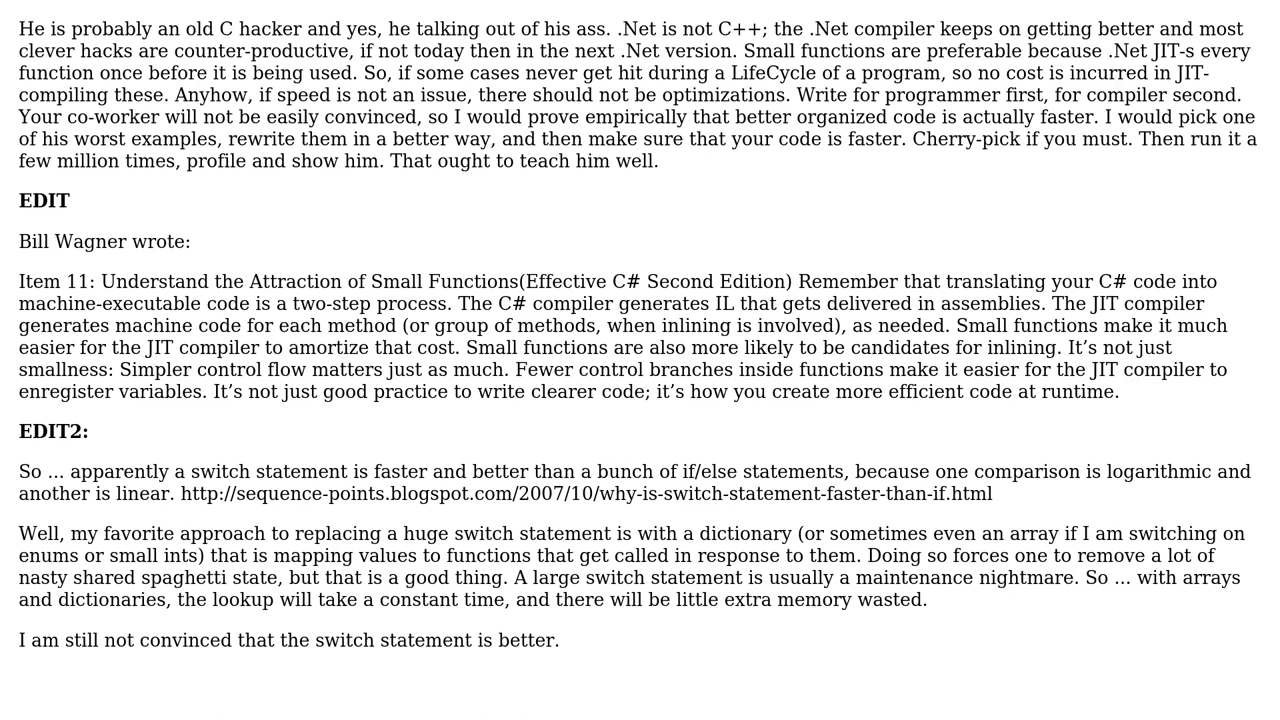 He is probably an old C hacker and yes, he talking out of his ass. .Net is not C++; the .Net compiler keeps on getting better and most
clever hacks are counter-productive, if not today then in the next .Net version. Small functions are preferable because .Net JIT-s every
function once before it is being used. So, if some cases never get hit during a LifeCycle of a program, so no cost is incurred in JIT-
compiling these. Anyhow, if speed is not an issue, there should not be optimizations. Write for programmer first, for compiler second.
Your co-worker will not be easily convinced, so I would prove empirically that better organized code is actually faster. I would pick one
of his worst examples, rewrite them in a better way, and then make sure that your code is faster. Cherry-pick if you must. Then run it a
few million times, profile and show him. That ought to teach him well.
EDIT
Bill Wagner wrote:
Item 11: Understand the Attraction of Small Functions(Effective C# Second Edition) Remember that translating your C# code into
machine-executable code is a two-step process. The C# compiler generates IL that gets delivered in assemblies. The JIT compiler
generates machine code for each method (or group of methods, when inlining is involved), as needed. Small functions make it much
easier for the JIT compiler to amortize that cost. Small functions are also more likely to be candidates for inlining. It’s not just
smallness: Simpler control flow matters just as much. Fewer control branches inside functions make it easier for the JIT compiler to
enregister variables. It’s not just good practice to write clearer code; it’s how you create more efficient code at runtime.
EDIT2:
So ... apparently a switch statement is faster and better than a bunch of if/else statements, because one comparison is logarithmic and
another is linear. http://sequence-points.blogspot.com/2007/10/why-is-switch-statement-faster-than-if.html
Well, my favorite approach to replacing a huge switch statement is with a dictionary (or sometimes even an array if I am switching on
enums or small ints) that is mapping values to functions that get called in response to them. Doing so forces one to remove a lot of
nasty shared spaghetti state, but that is a good thing. A large switch statement is usually a maintenance nightmare. So ... with arrays
and dictionaries, the lookup will take a constant time, and there will be little extra memory wasted.
I am still not convinced that the switch statement is better.